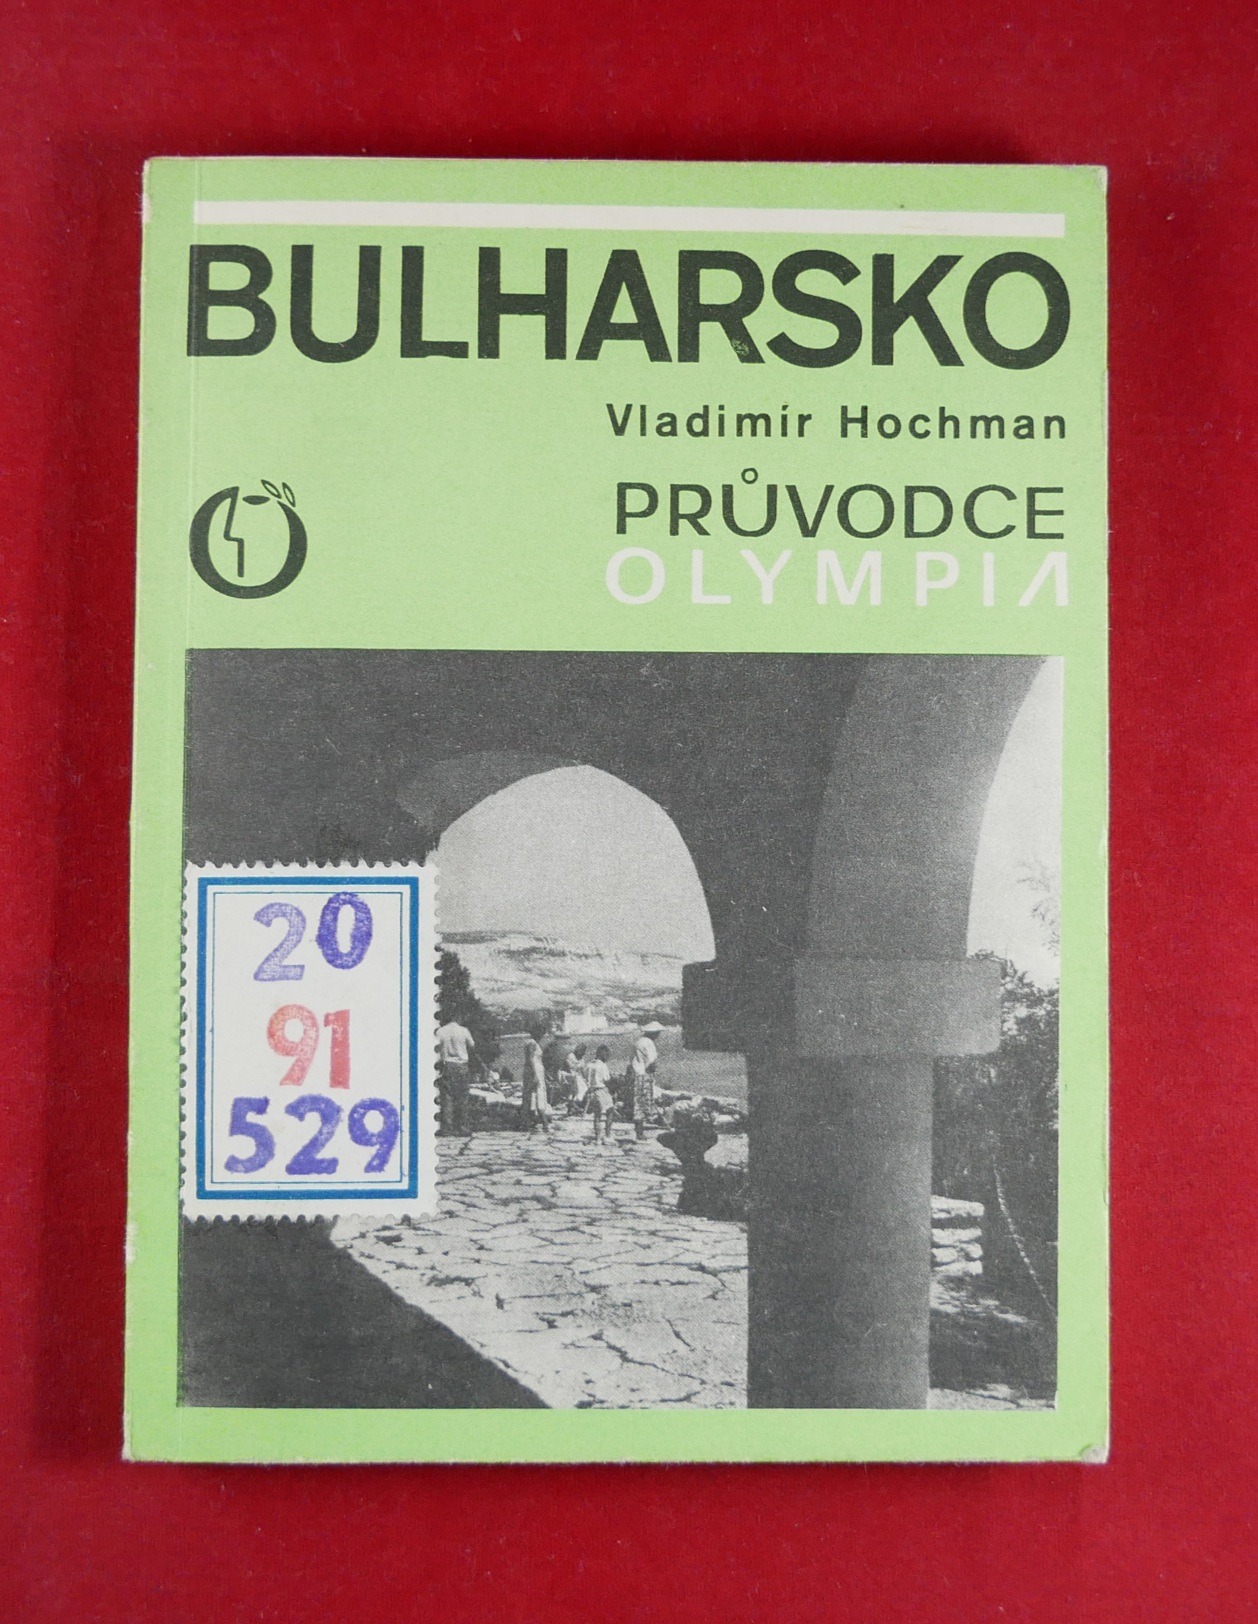 BULHARSKO
Vladimír Hochman
PRŮVODCE
OLYMPIA
20
91
529